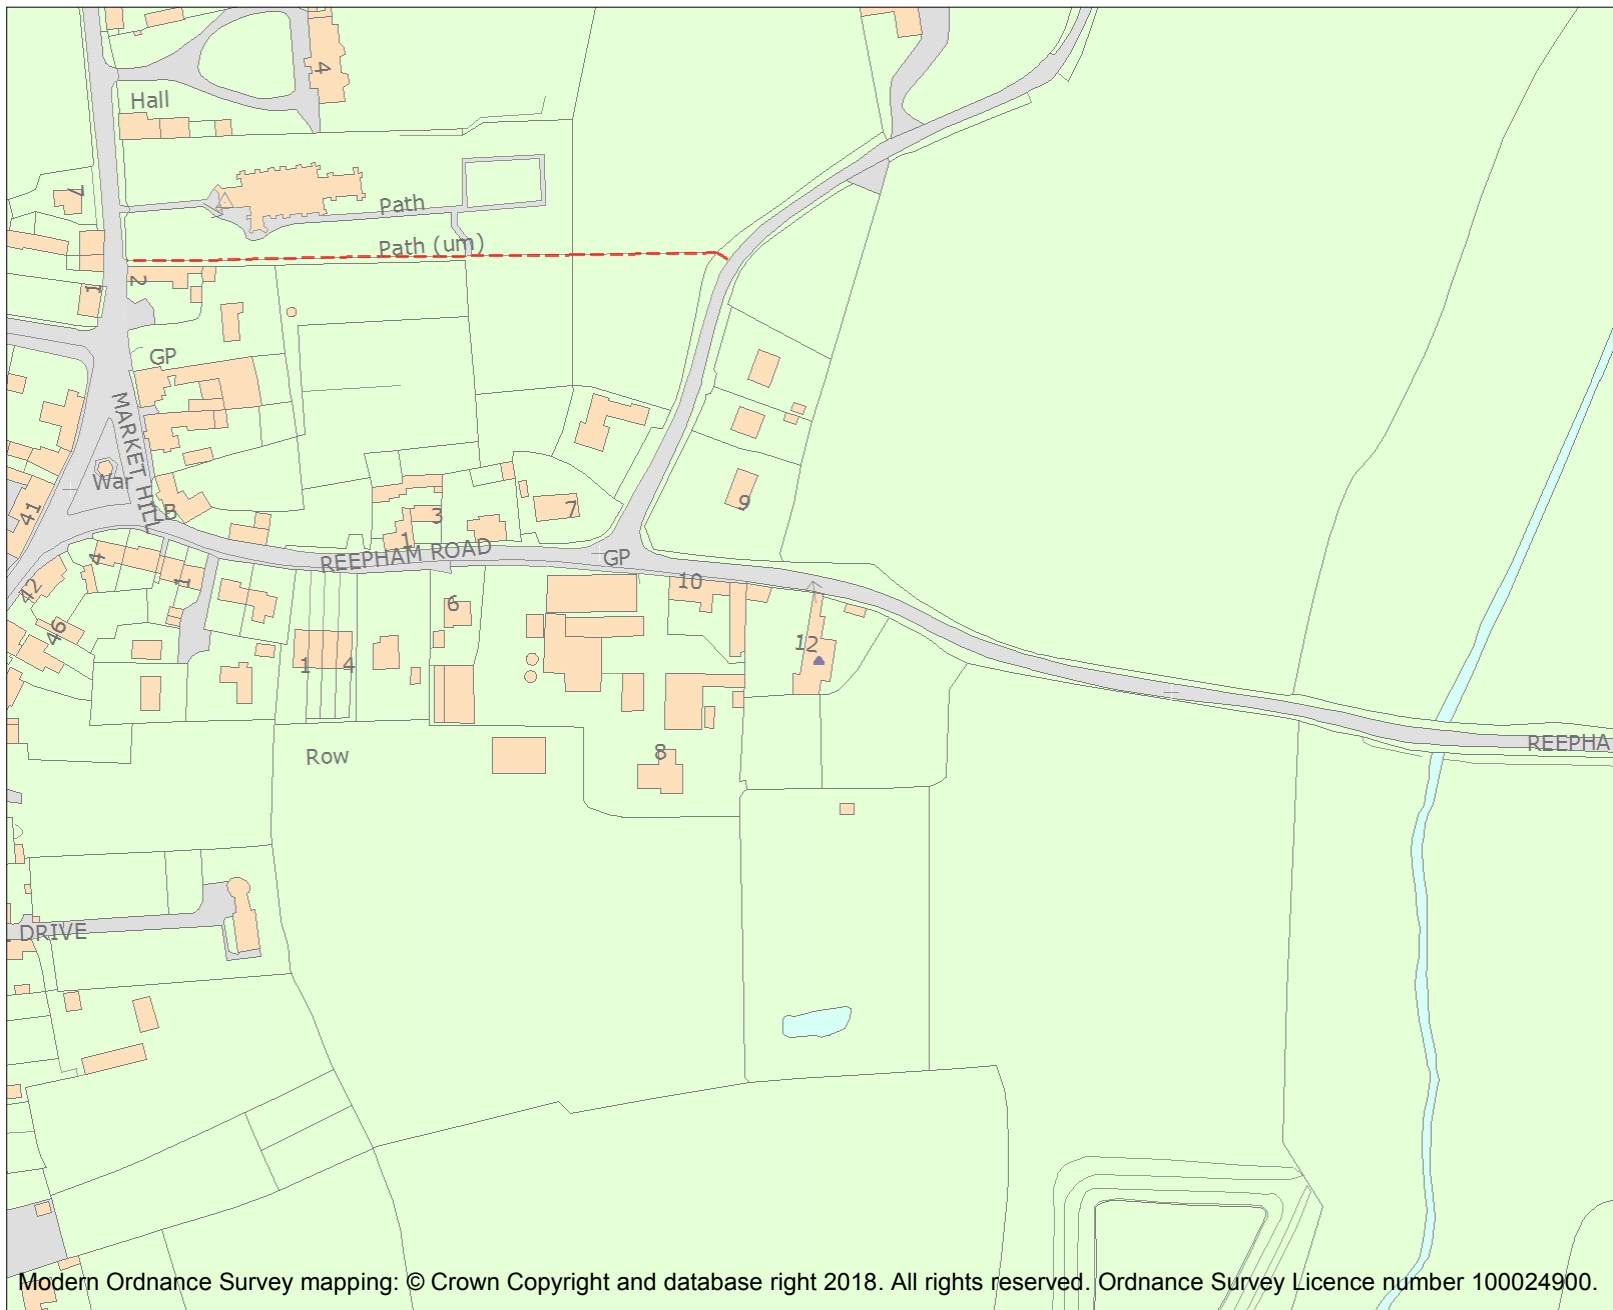 4
Hall
7
Path
Path (um)
2
1
GP
MARKET HILL
War
LB
41
3
7
9
1
REEPHAM ROAD
GP
4
1
10
42
6
46
12
1
4
8
Row
REEPHA
DRIVE
Modern Ordnance Survey mapping: © Crown Copyright and database right 2018. All rights reserved. Ordnance Survey Licence number 100024900.